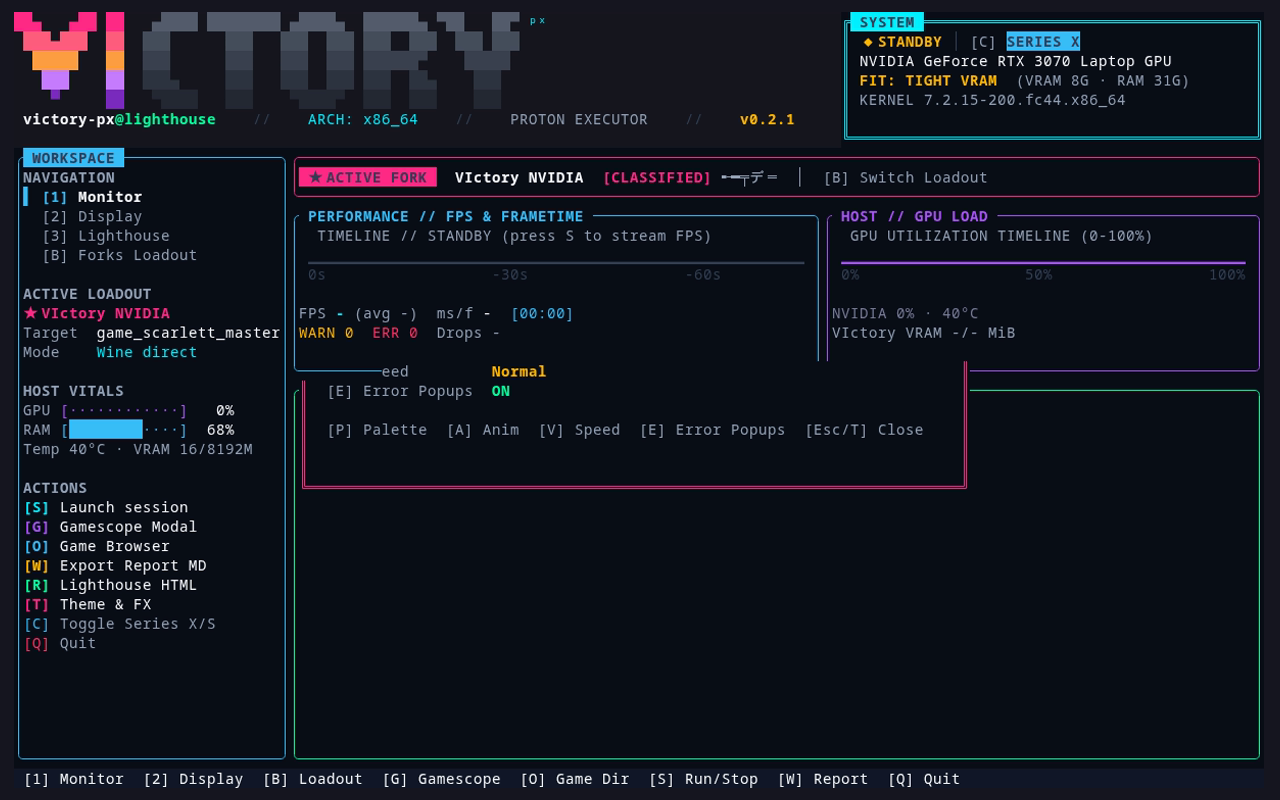 VICTORY px
SYSTEM
◆ STANDBY │ [C] SERIES X
NVIDIA GeForce RTX 3070 Laptop GPU
FIT: TIGHT VRAM (VRAM 8G · RAM 31G)
KERNEL 7.2.15-200.fc44.x86_64
victory-px@lighthouse // ARCH: x86_64 // PROTON EXECUTOR // v0.2.1
WORKSPACE
NAVIGATION
[1] Monitor
[2] Display
[3] Lighthouse
[B] Forks Loadout
ACTIVE LOADOUT
★ VIctory NVIDIA
Target game_scarlett_master
Mode Wine direct
HOST VITALS
GPU [············] 0%
RAM [████████····] 68%
Temp 40°C · VRAM 16/8192M
ACTIONS
[S] Launch session
[G] Gamescope Modal
[O] Game Browser
[W] Export Report MD
[R] Lighthouse HTML
[T] Theme & FX
[C] Toggle Series X/S
[Q] Quit
★ ACTIVE FORK VIctory NVIDIA [CLASSIFIED] ╾━╤デ═ │ [B] Switch Loadout
PERFORMANCE // FPS & FRAMETIME
TIMELINE // STANDBY (press S to stream FPS)
0s -30s -60s
FPS - (avg -) ms/f - [00:00]
WARN 0 ERR 0 Drops -
HOST // GPU LOAD
GPU UTILIZATION TIMELINE (0-100%)
0% 50% 100%
NVIDIA 0% · 40°C
VIctory VRAM -/- MiB
eed Normal
[E] Error Popups ON
[P] Palette [A] Anim [V] Speed [E] Error Popups [Esc/T] Close
[1] Monitor [2] Display [B] Loadout [G] Gamescope [O] Game Dir [S] Run/Stop [W] Report [Q] Quit